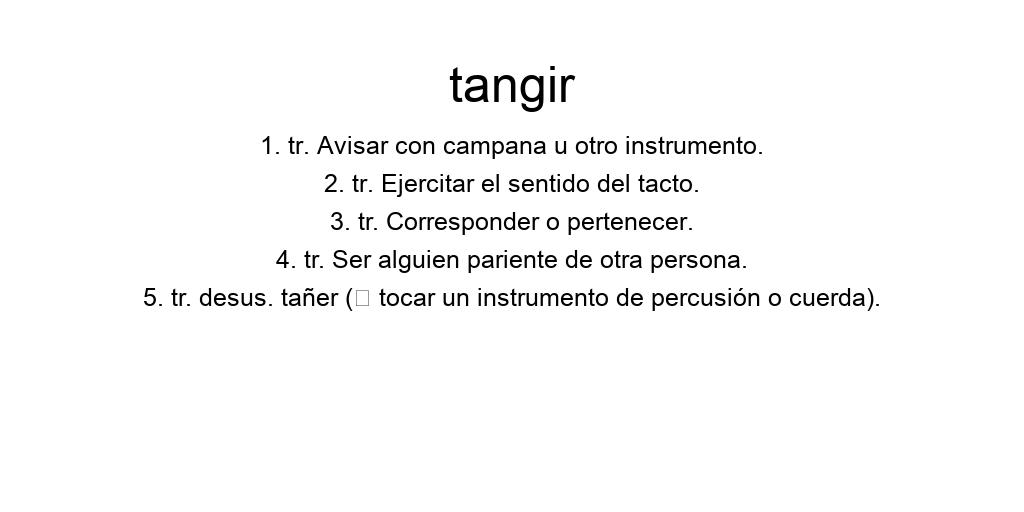 tangir
1. tr. Avisar con campana u otro instrumento.
2. tr. Ejercitar el sentido del tacto.
3. tr. Corresponder o pertenecer.
4. tr. Ser alguien pariente de otra persona.
5. tr. desus. tañer (□ tocar un instrumento de percusión o cuerda).